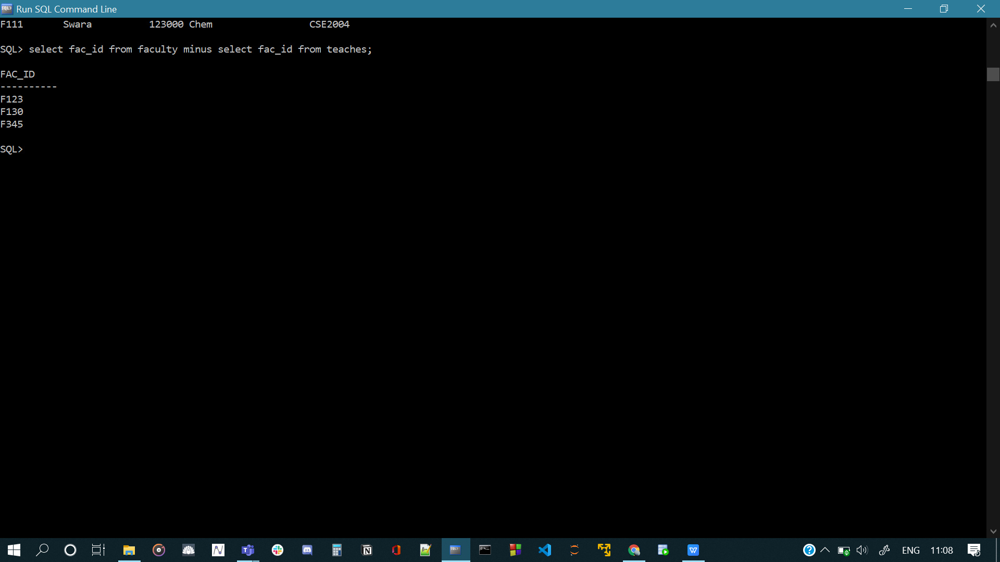 Run SQL Command Line
F111       Swara          123000 Chem                 CSE2004
SQL> select fac_id from faculty minus select fac_id from teaches;
FAC_ID
----------
F123
F130
F345
SQL>
ENG 11:08